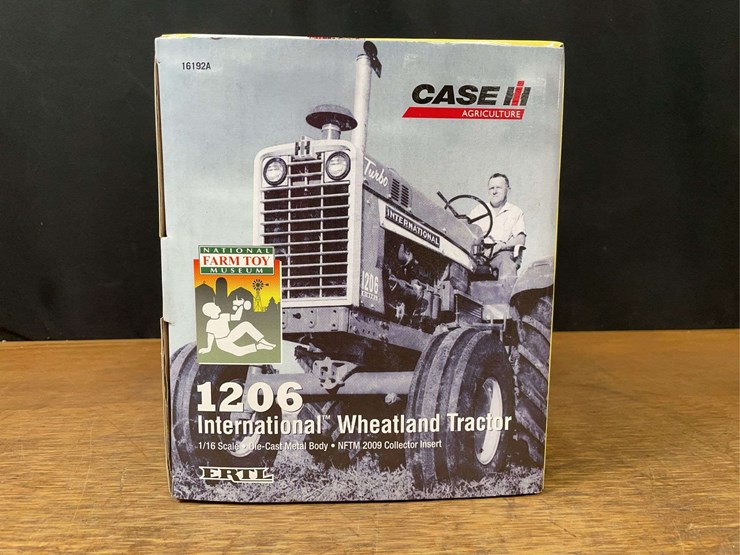 16192A
CASE IH
AGRICULTURE
IH
Turbo
INTERNATIONAL
1206
NATIONAL
FARM TOY
MUSEUM
1206
International™ Wheatland Tractor
1/16 Scale • Die-Cast Metal Body • NFTM 2009 Collector Insert
ERTL